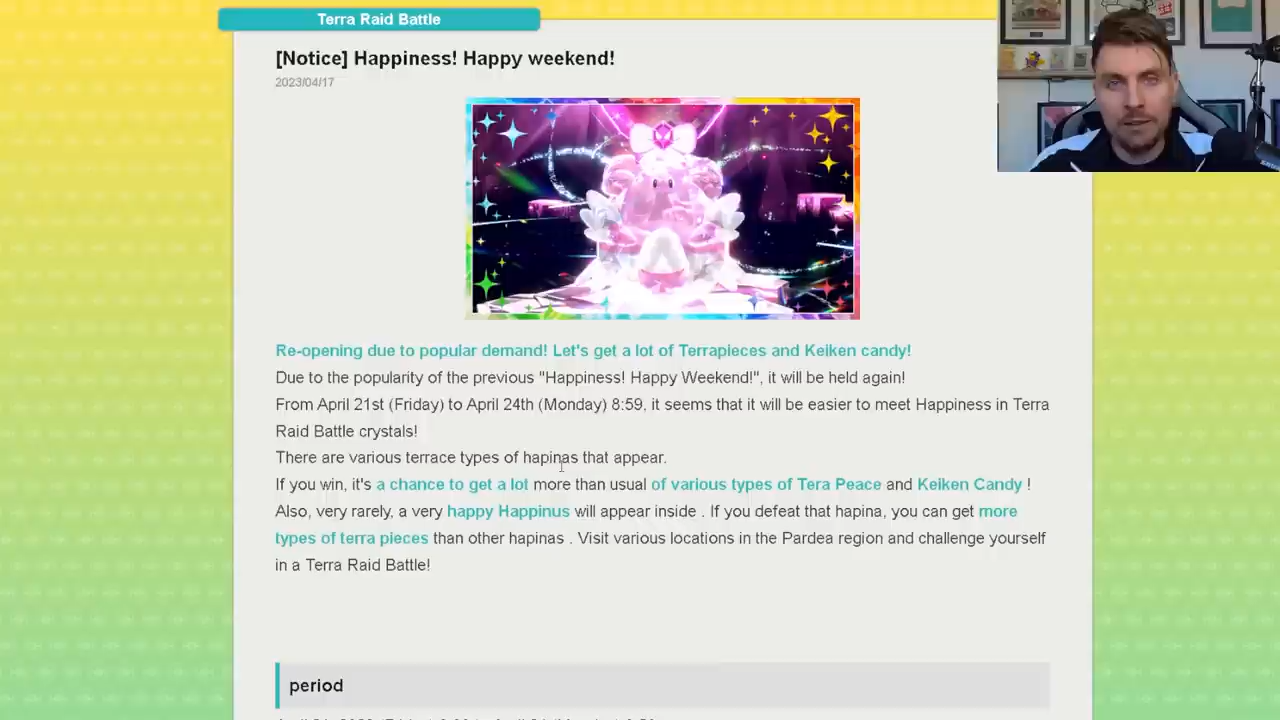 Terra Raid Battle
[Notice] Happiness! Happy weekend!
2023/04/17
Re-opening due to popular demand! Let's get a lot of Terrapieces and Keiken candy!
Due to the popularity of the previous "Happiness! Happy Weekend!", it will be held again!
From April 21st (Friday) to April 24th (Monday) 8:59, it seems that it will be easier to meet Happiness in Terra
Raid Battle crystals!
There are various terrace types of hapinas that appear.
If you win, it's a chance to get a lot more than usual of various types of Tera Peace and Keiken Candy !
Also, very rarely, a very happy Happinus will appear inside . If you defeat that hapina, you can get more
types of terra pieces than other hapinas . Visit various locations in the Pardea region and challenge yourself
in a Terra Raid Battle!
period